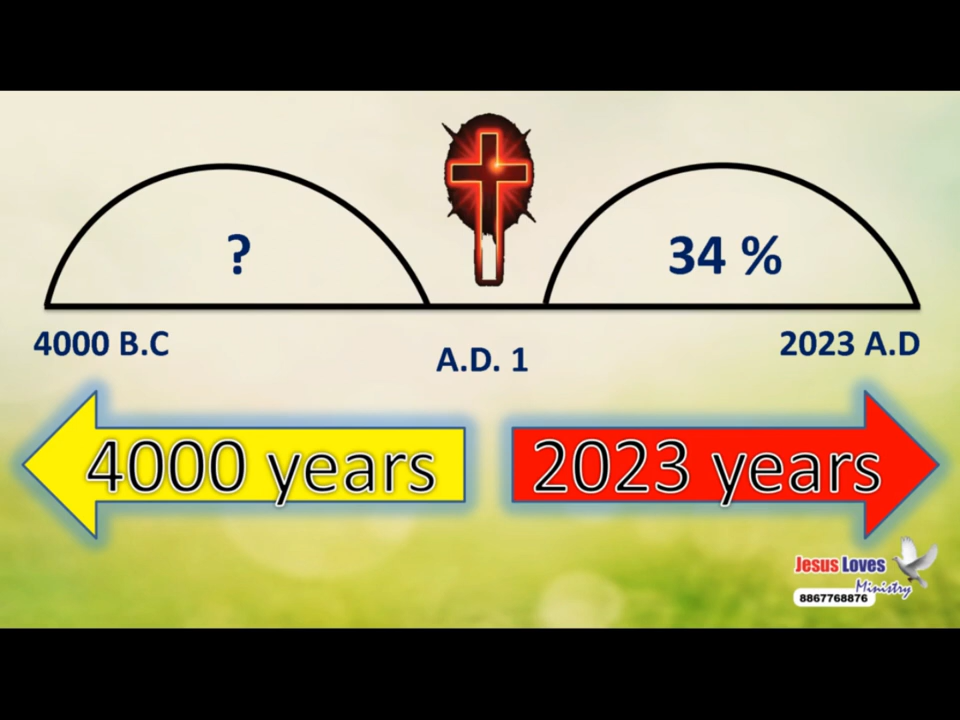 ?
34 %
4000 B.C
A.D. 1
2023 A.D
4000 years
2023 years
Jesus Loves
Ministry
8867768876